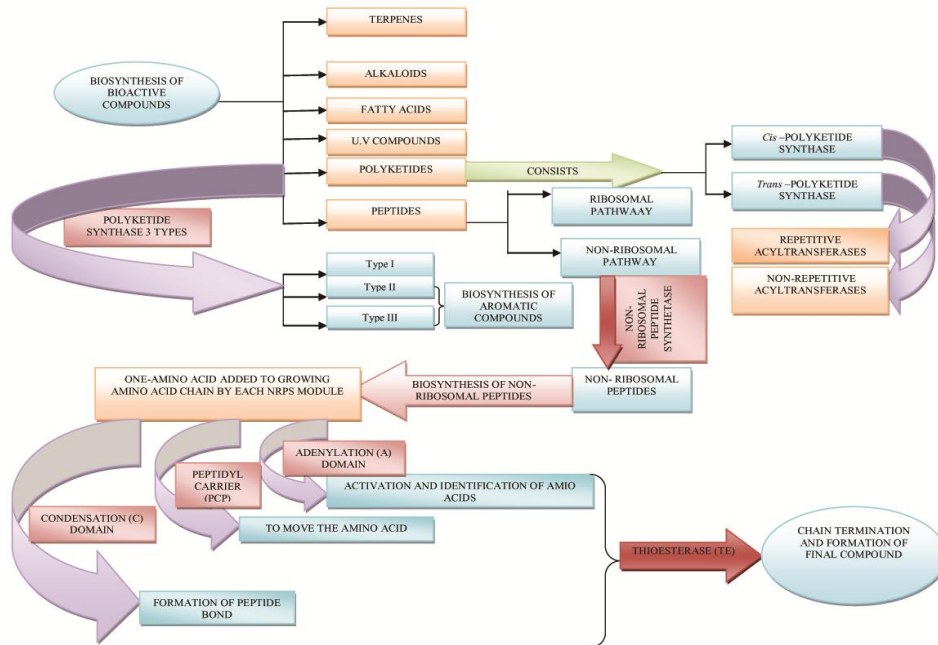 TERPENES
BIOSYNTHESIS OF
BIOACTIVE
COMPOUNDS
ALKALOIDS
FATTY ACIDS
U.V COMPOUNDS
POLYKETIDES
CONSISTS
Cis –POLYKETIDE
SYNTHASE
Trans –POLYKETIDE
SYNTHASE
PEPTIDES
RIBOSOMAL
PATHWAAY
NON-RIBOSOMAL
PATHWAY
POLYKETIDE
SYNTHASE 3 TYPES
REPETITIVE
ACYLTRANSFERASES
NON-REPETITIVE
ACYLTRANSFERASES
Type I
Type II
Type III
BIOSYNTHESIS OF
AROMATIC
COMPOUNDS
NON-
RIBOSOMAL
PEPTIDE
SYNTHETASE
NON- RIBOSOMAL
PEPTIDES
BIOSYNTHESIS OF NON-
RIBOSOMAL PEPTIDES
ONE-AMINO ACID ADDED TO GROWING
AMINO ACID CHAIN BY EACH NRPS MODULE
ADENYLATION (A)
DOMAIN
PEPTIDYL
CARRIER
(PCP)
CONDENSATION (C)
DOMAIN
ACTIVATION AND IDENTIFICATION OF AMIO
ACIDS
TO MOVE THE AMINO ACID
FORMATION OF PEPTIDE
BOND
THIOESTERASE (TE)
CHAIN TERMINATION
AND FORMATION OF
FINAL COMPOUND